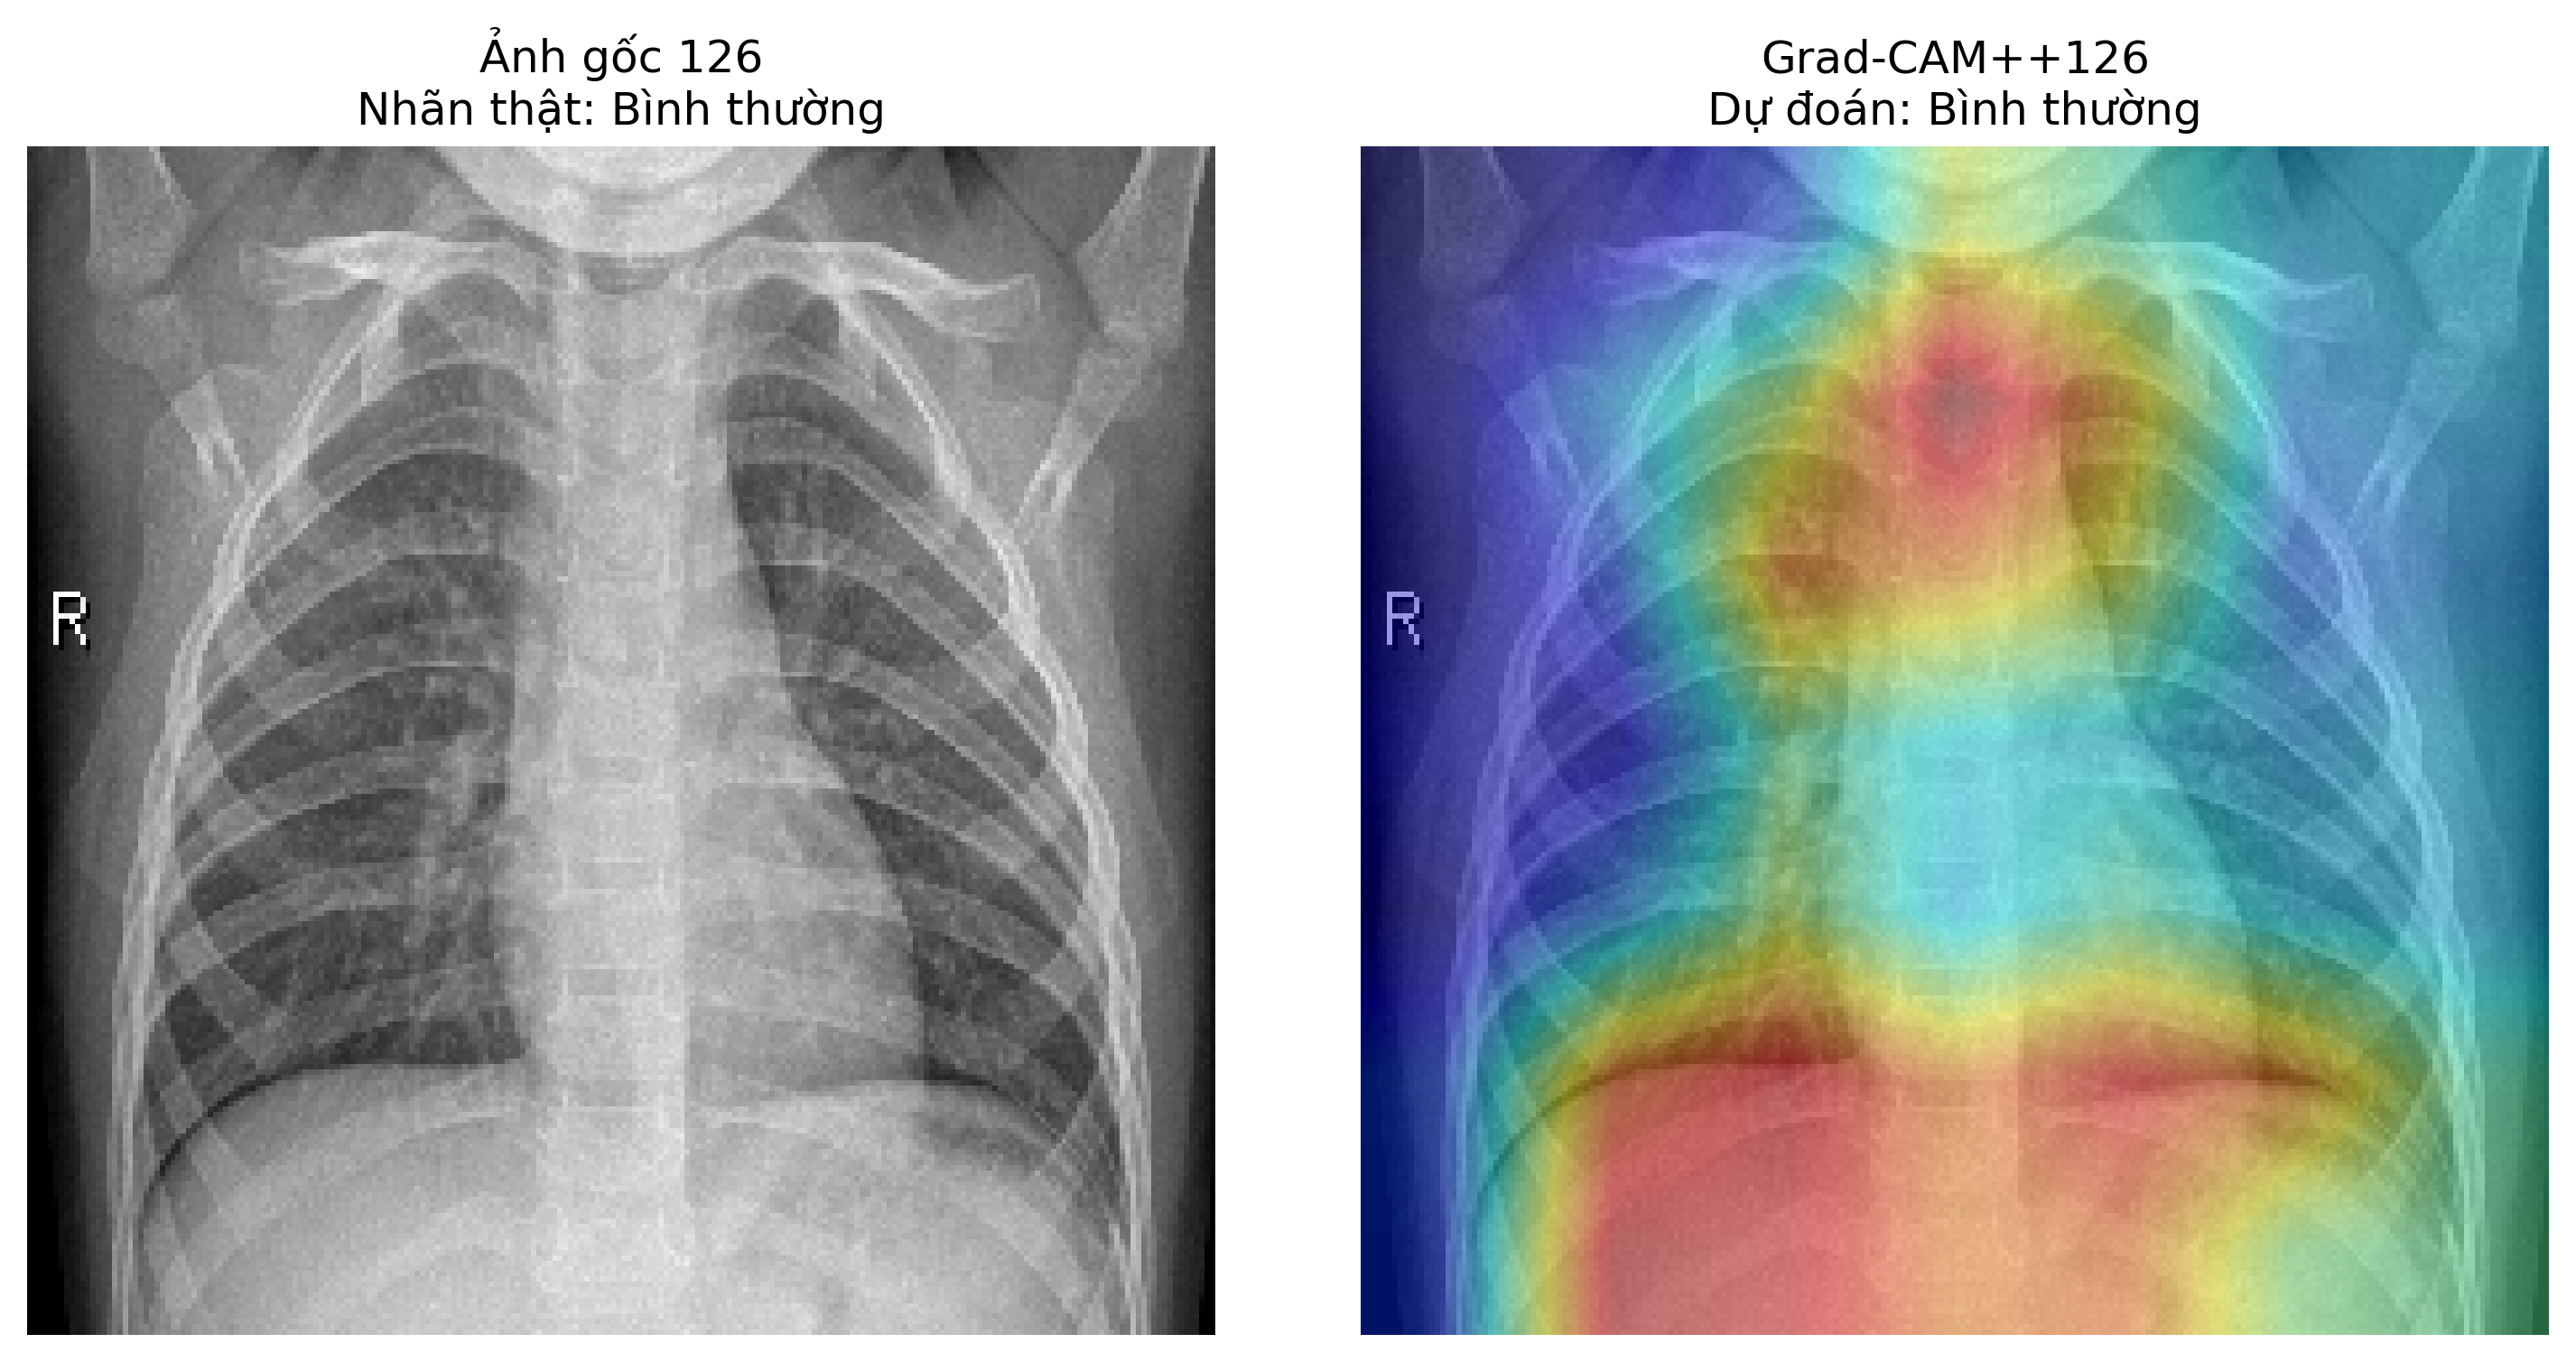 Ảnh gốc 126
Nhãn thật: Bình thường
Grad-CAM++126
Dự đoán: Bình thường
R
R